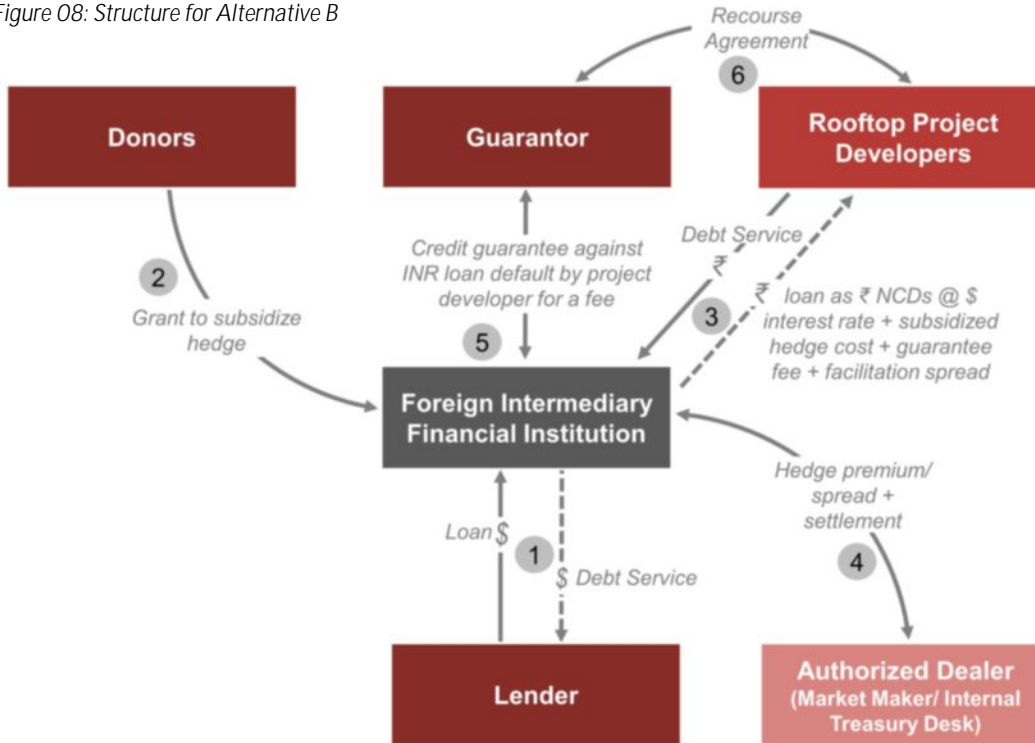 Figure 08: Structure for Alternative B
Recourse
Agreement
6
Donors
Guarantor
Rooftop Project
Developers
2
Grant to subsidize
hedge
Credit guarantee against
INR loan default by project
developer for a fee
5
Debt Service
₹
3
₹ loan as ₹ NCDs @ $
interest rate + subsidized
hedge cost + guarantee
fee + facilitation spread
Foreign Intermediary
Financial Institution
Loan $
1
$ Debt Service
Hedge premium/
spread +
settlement
4
Lender
Authorized Dealer
(Market Maker/ Internal
Treasury Desk)